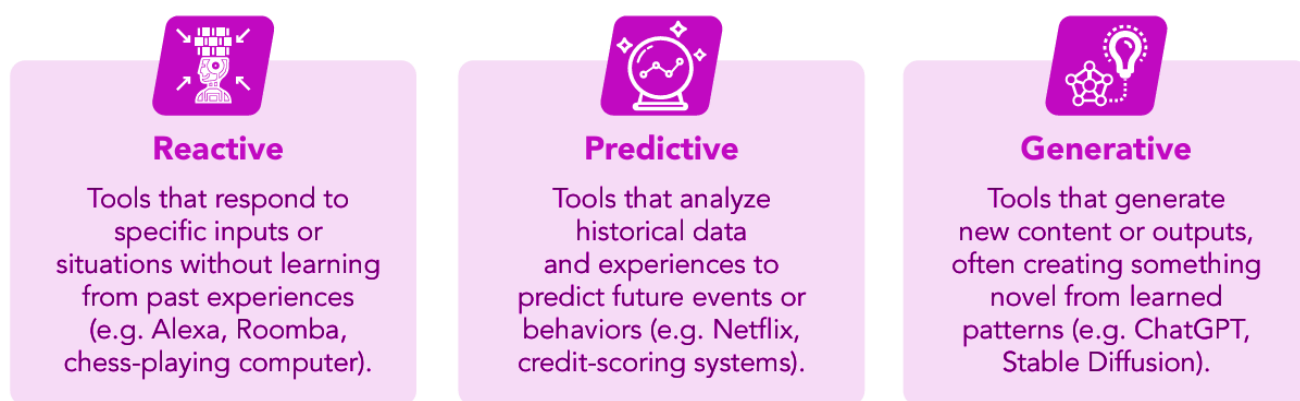 Reactive
Tools that respond to
specific inputs or
situations without learning
from past experiences
(e.g. Alexa, Roomba,
chess-playing computer).
Predictive
Tools that analyze
historical data
and experiences to
predict future events or
behaviors (e.g. Netflix,
credit-scoring systems).
Generative
Tools that generate
new content or outputs,
often creating something
novel from learned
patterns (e.g. ChatGPT,
Stable Diffusion).